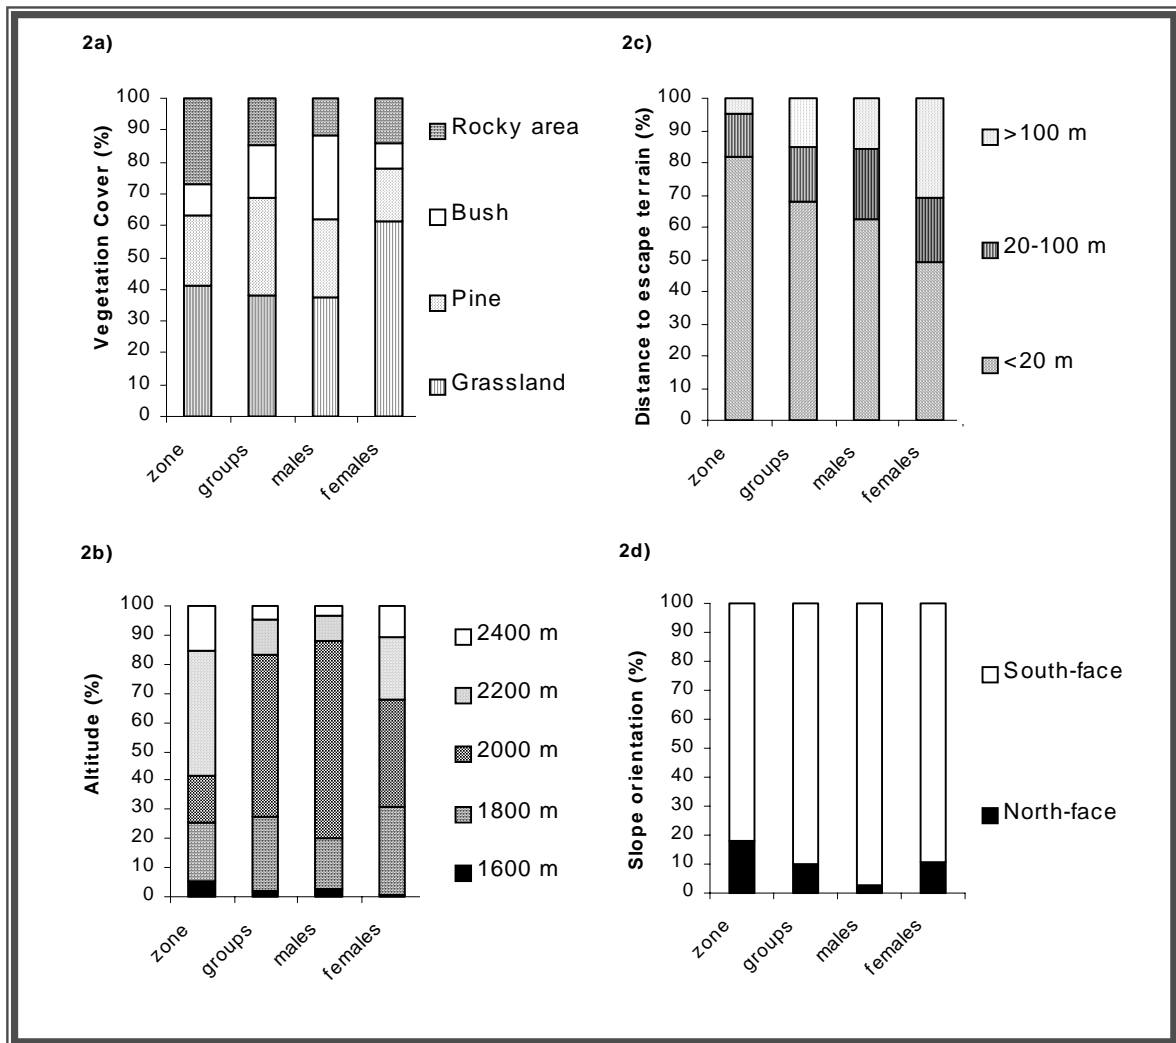 2a)
Vegetation Cover (%)
100
90
80
70
60
50
40
30
20
10
0
zone
groups
males
females
Rocky area
Bush
Pine
Grassland
2c)
Distance to escape terrain (%)
100
90
80
70
60
50
40
30
20
10
0
zone
groups
males
females
>100 m
20-100 m
<20 m
2b)
Altitude (%)
100
90
80
70
60
50
40
30
20
10
0
zone
groups
males
females
2400 m
2200 m
2000 m
1800 m
1600 m
2d)
Slope orientation (%)
100
90
80
70
60
50
40
30
20
10
0
zone
groups
males
females
South-face
North-face